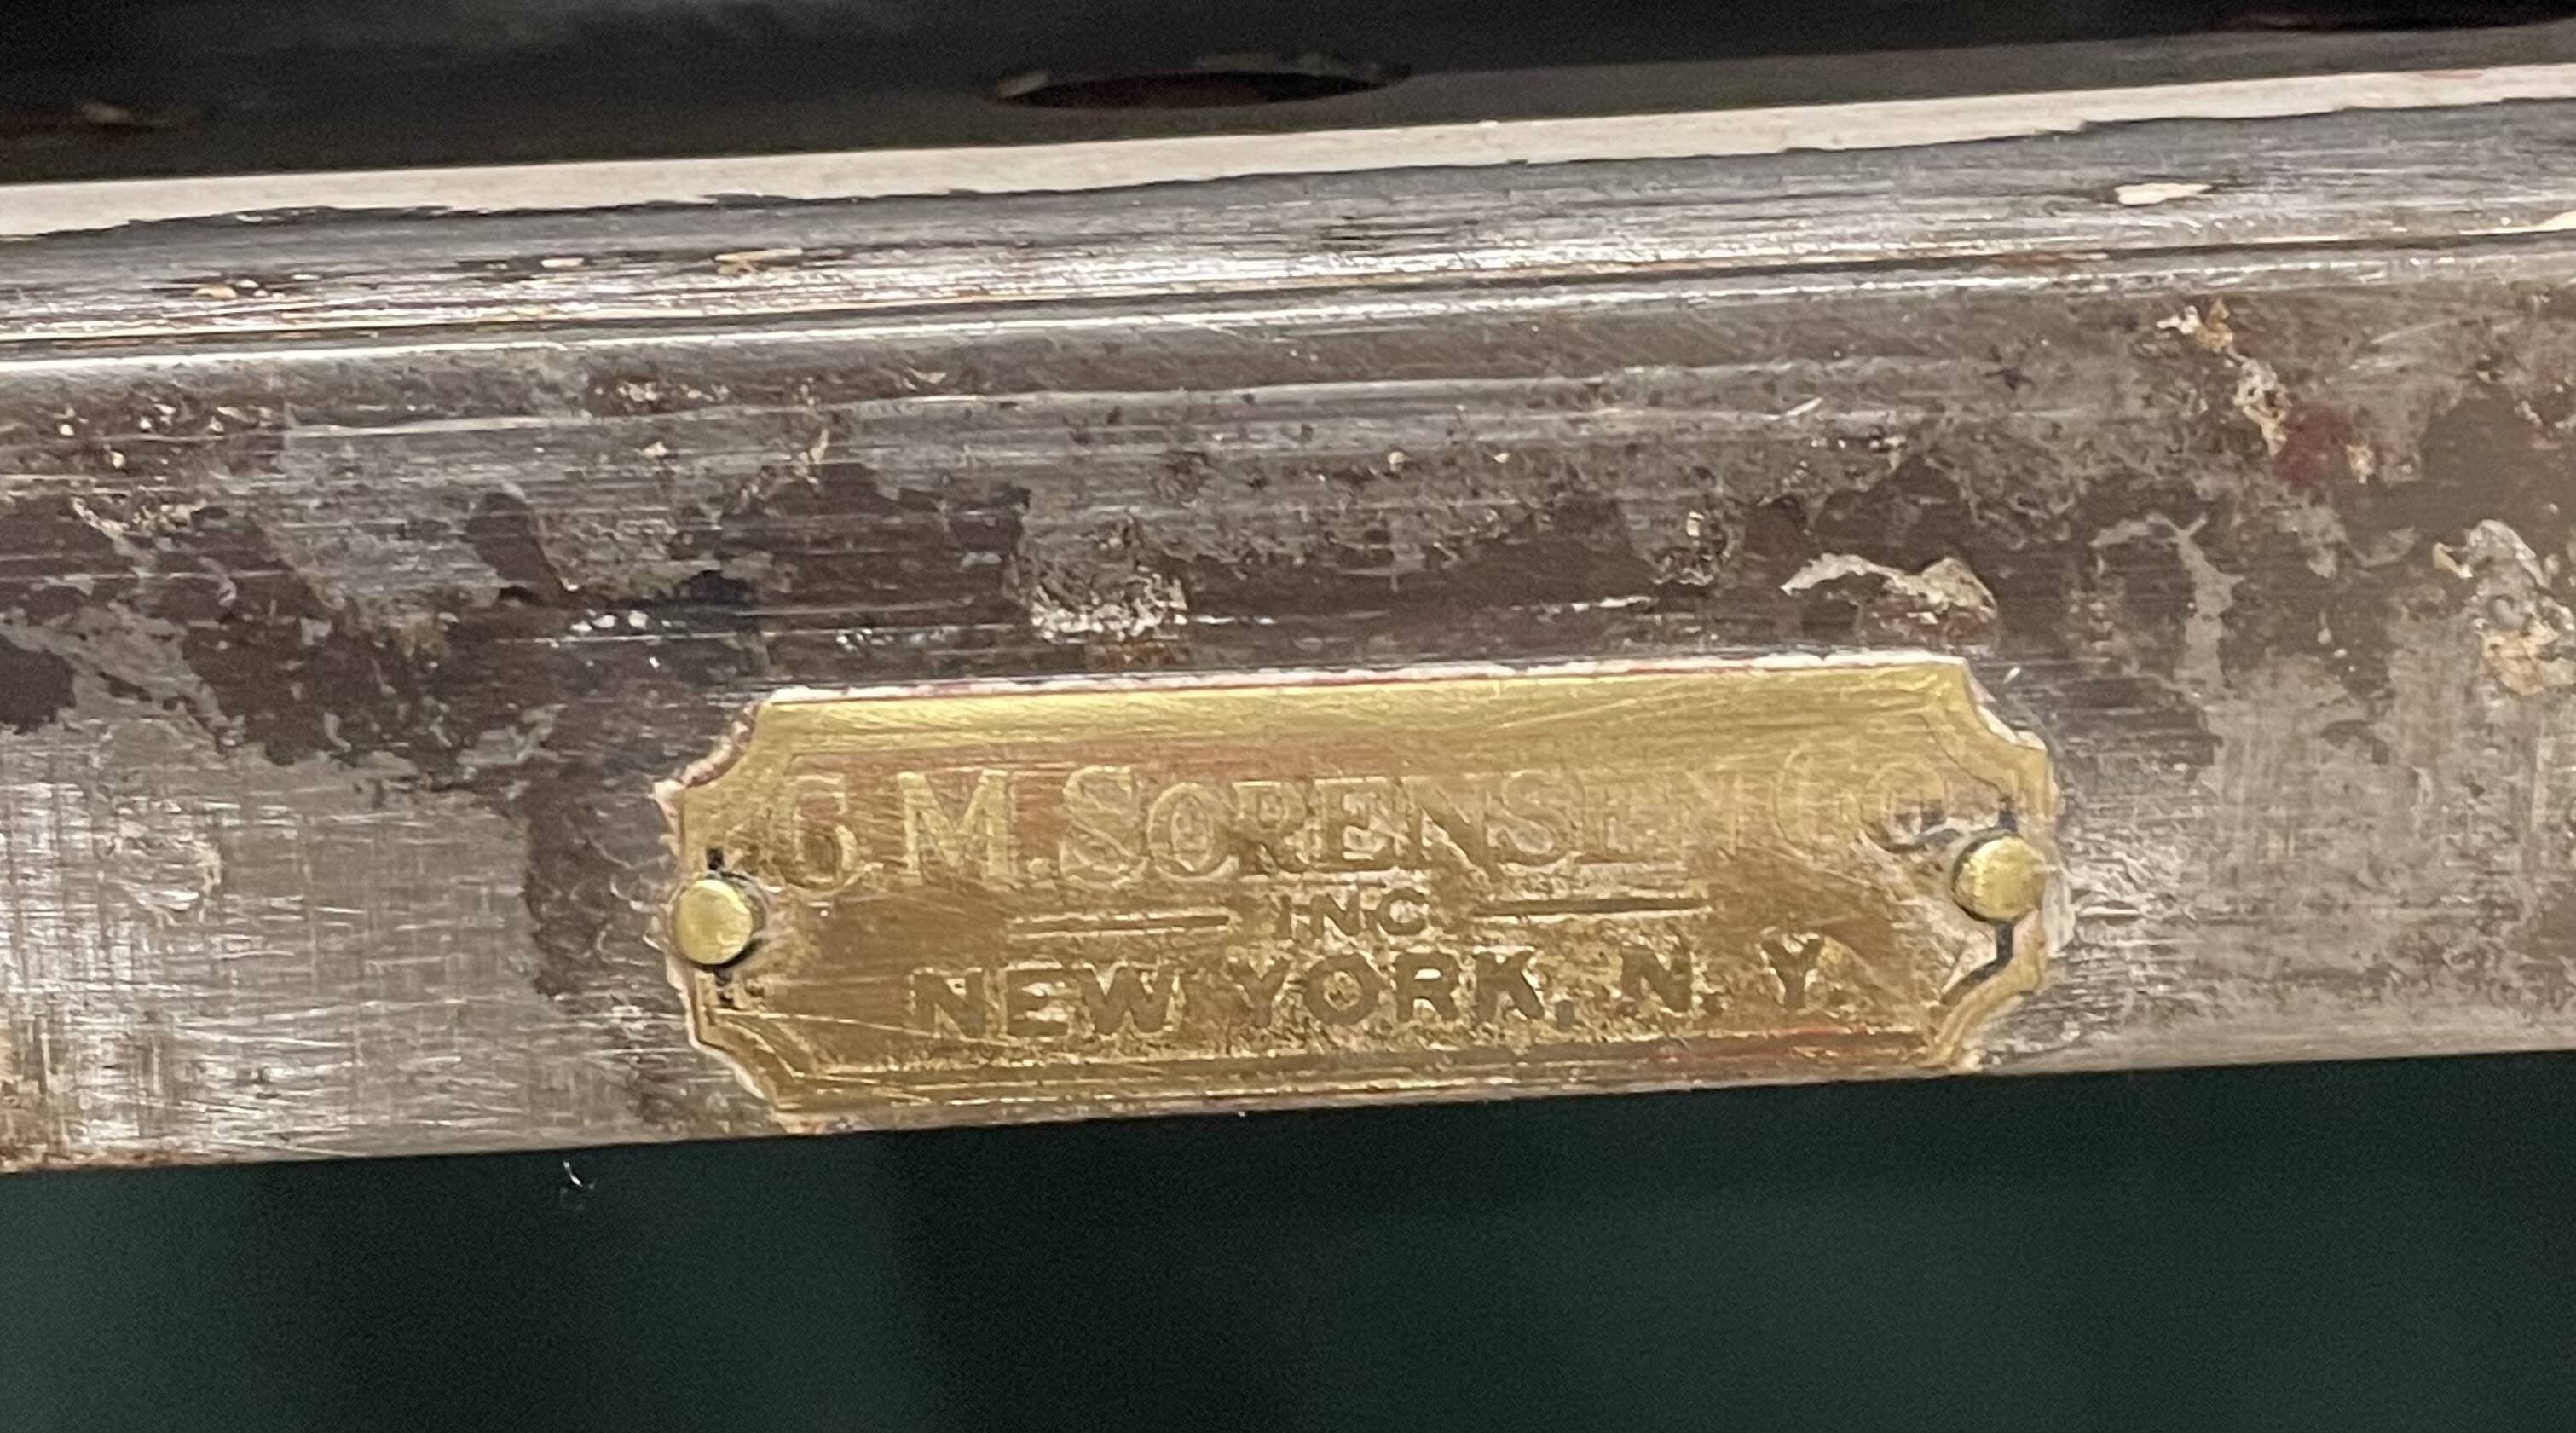 C. M. SORENSEN CO.
INC.
NEW YORK, N. Y.